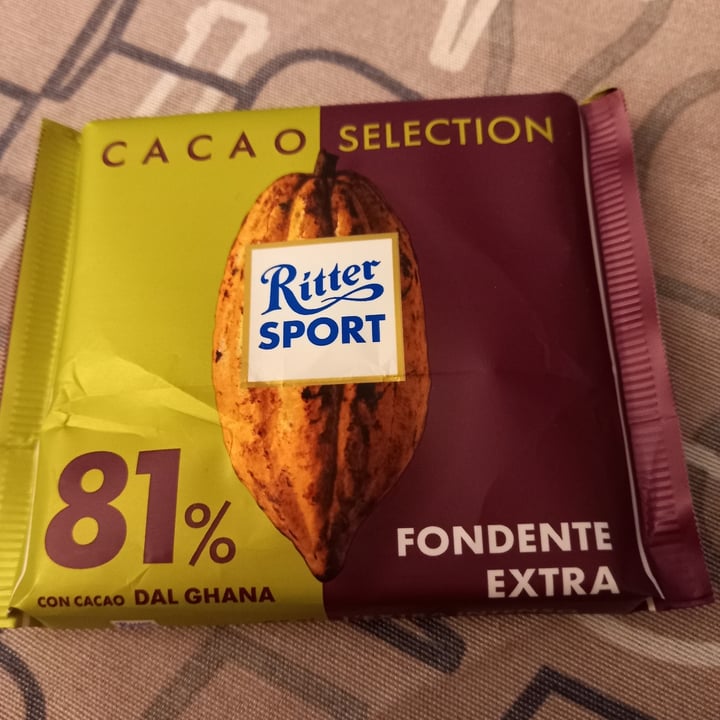 CACAO SELECTION
Ritter
SPORT
81%
CON CACAO DAL GHANA
FONDENTE
EXTRA